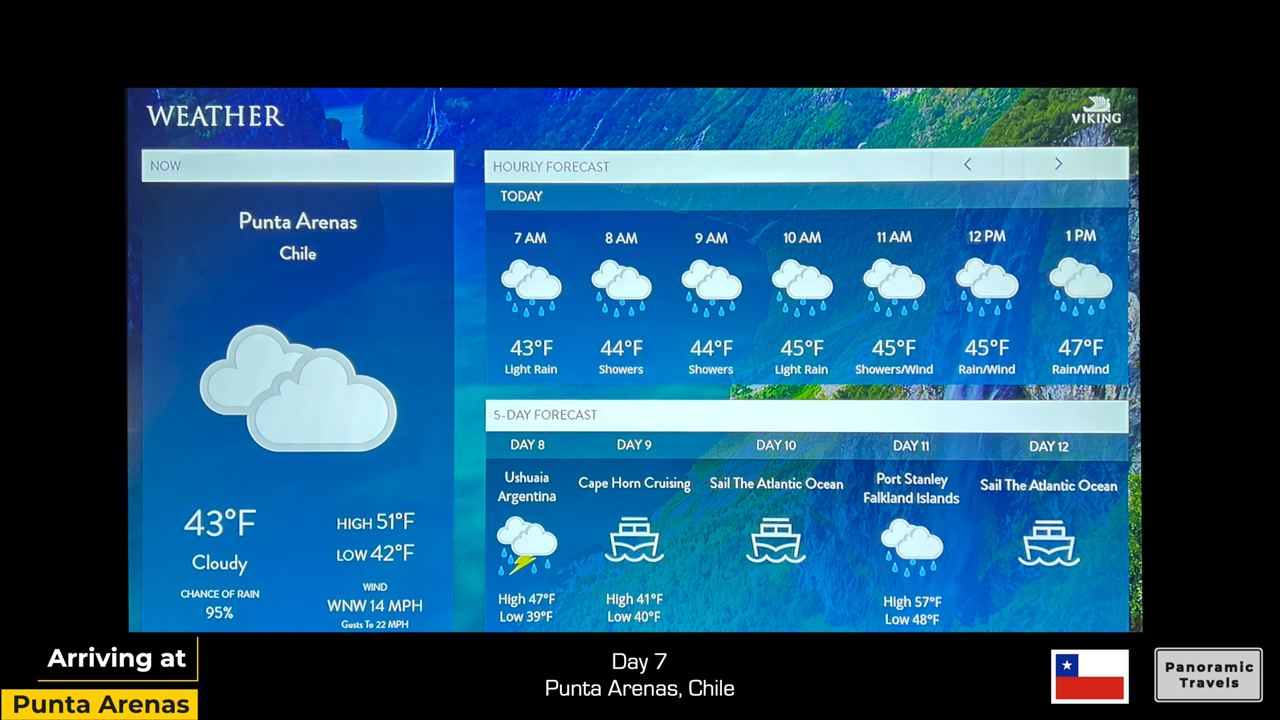 WEATHER
VIKING
NOW
Punta Arenas
Chile
43°F
Cloudy
CHANCE OF RAIN
95%
HIGH 51°F
LOW 42°F
WIND
WNW 14 MPH
Gusts To 22 MPH
HOURLY FORECAST
TODAY
7 AM 8 AM 9 AM 10 AM 11 AM 12 PM 1 PM
43°F 44°F 44°F 45°F 45°F 45°F 47°F
Light Rain Showers Showers Light Rain Showers/Wind Rain/Wind Rain/Wind
5-DAY FORECAST
DAY 8 DAY 9 DAY 10 DAY 11 DAY 12
Ushuaia
Argentina
Cape Horn Cruising
Sail The Atlantic Ocean
Port Stanley
Falkland Islands
Sail The Atlantic Ocean
High 47°F
Low 39°F
High 41°F
Low 40°F
High 57°F
Low 48°F
Arriving at
Punta Arenas
Day 7
Punta Arenas, Chile
Panoramic
Travels